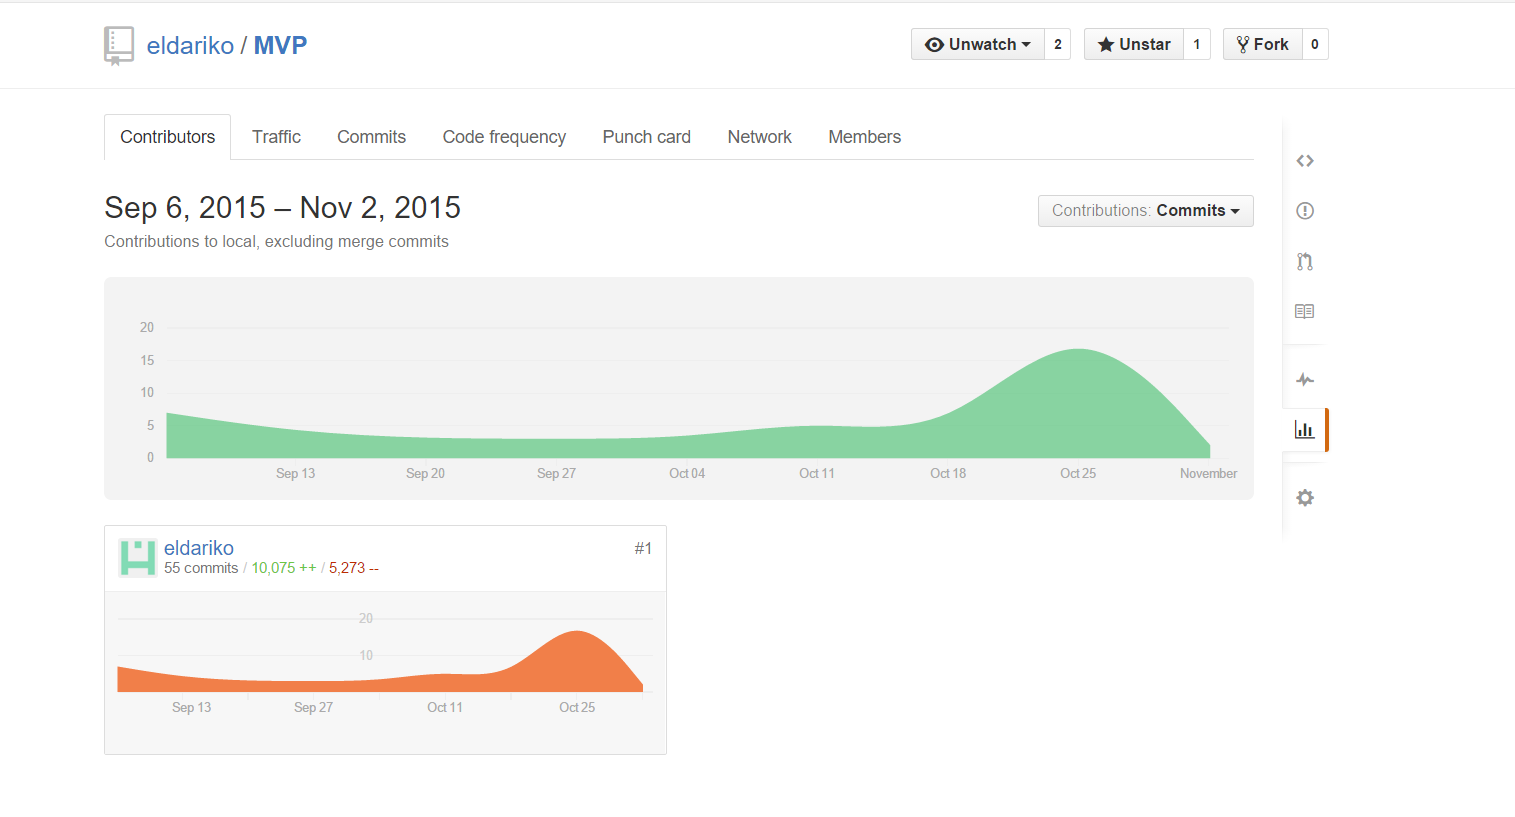 eldariko / MVP
Unwatch 2 Unstar 1 Fork 0
Contributors Traffic Commits Code frequency Punch card Network Members
Sep 6, 2015 – Nov 2, 2015
Contributions: Commits
Contributions to local, excluding merge commits
20
15
10
5
0
Sep 13 Sep 20 Sep 27 Oct 04 Oct 11 Oct 18 Oct 25 November
eldariko #1
55 commits / 10,075 ++ / 5,273 --
20
10
Sep 13 Sep 27 Oct 11 Oct 25